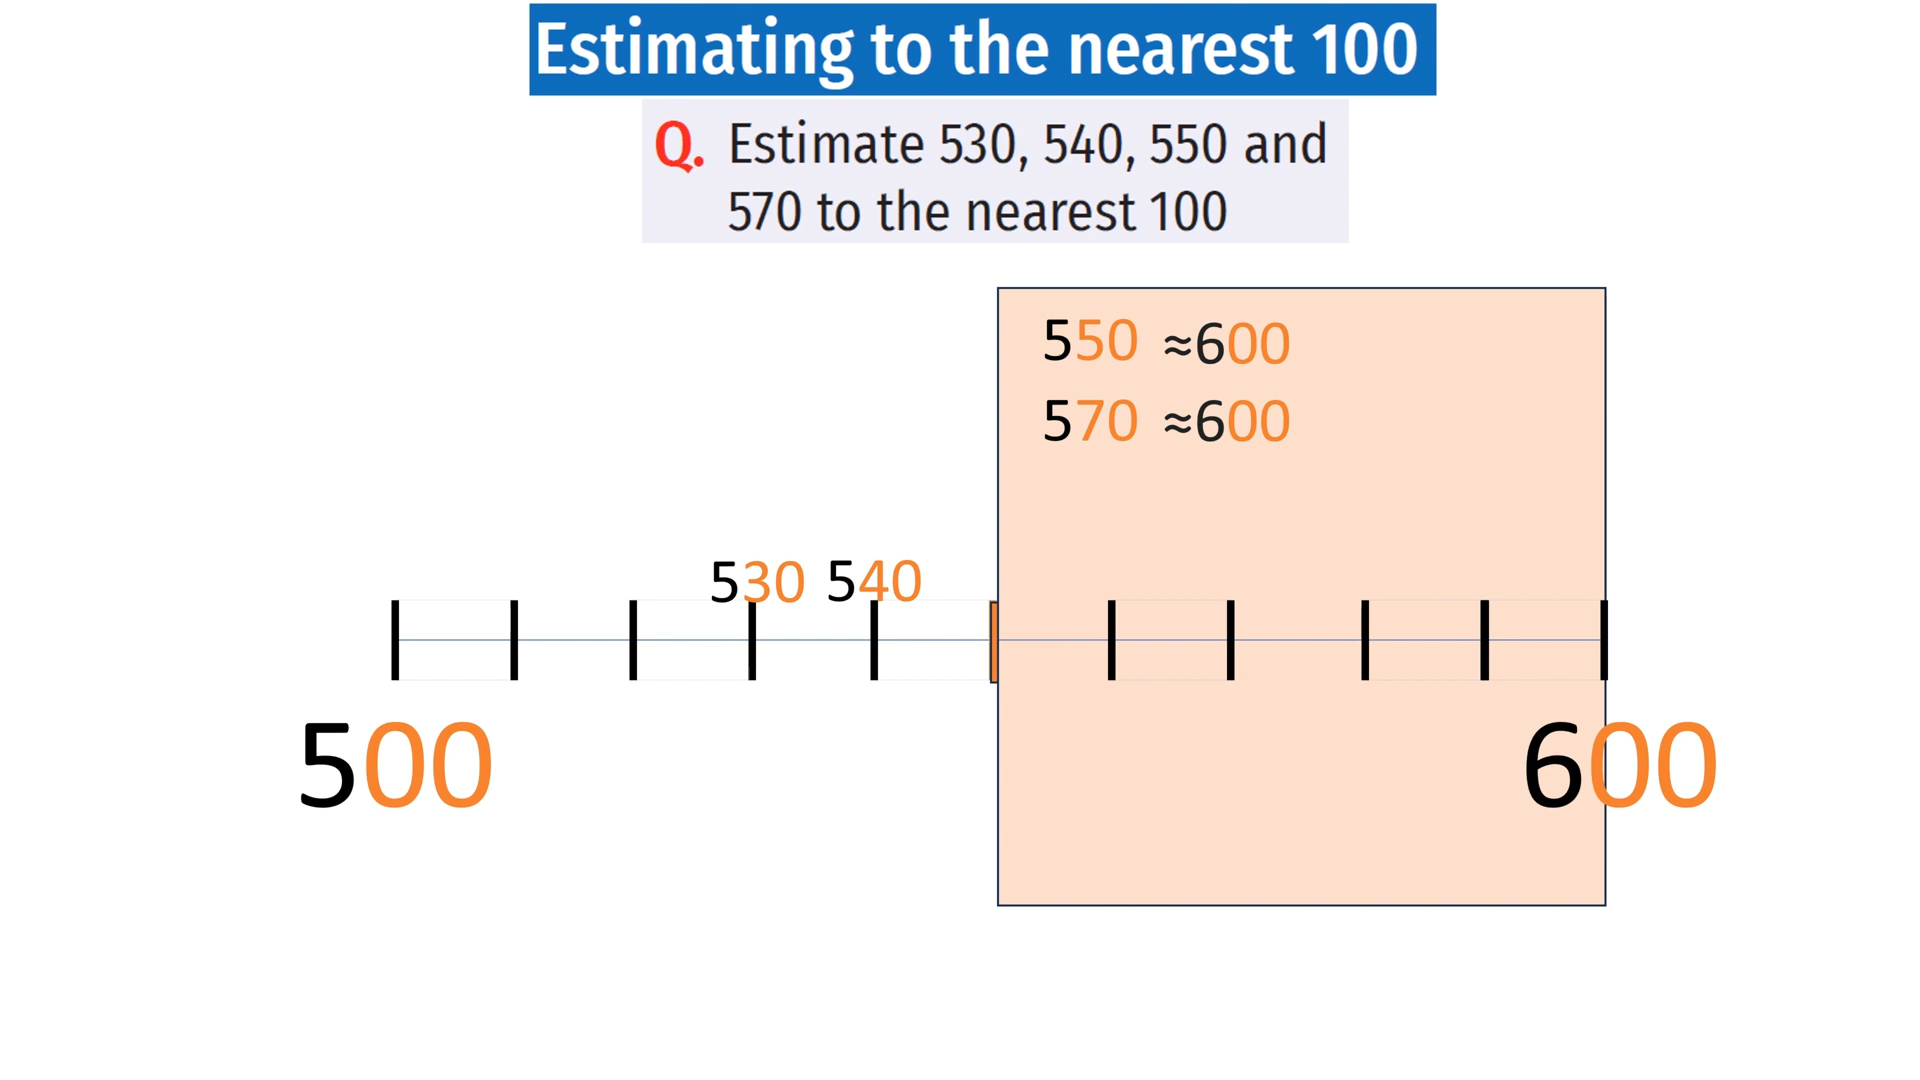 Estimating to the nearest 100
Q. Estimate 530, 540, 550 and
570 to the nearest 100
550 ≈600
570 ≈600
530 540
500 600